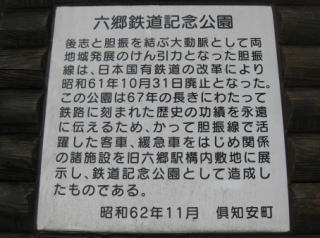 六郷鉄道記念公園
後志と胆振を結ぶ大動脈として両
地域発展のけん引力となった胆振
線は、日本国有鉄道の改革により
昭和61年10月31日廃止となった。
この公園は67年の長きにわたって
鉄路に刻まれた歴史の功績を永遠
に伝えるため、かって胆振線で活
躍した客車、緩急車をはじめ関係
の諸施設を旧六郷駅構内敷地に展
示し、鉄道記念公園として造成し
たものである。
昭和62年11月　倶知安町